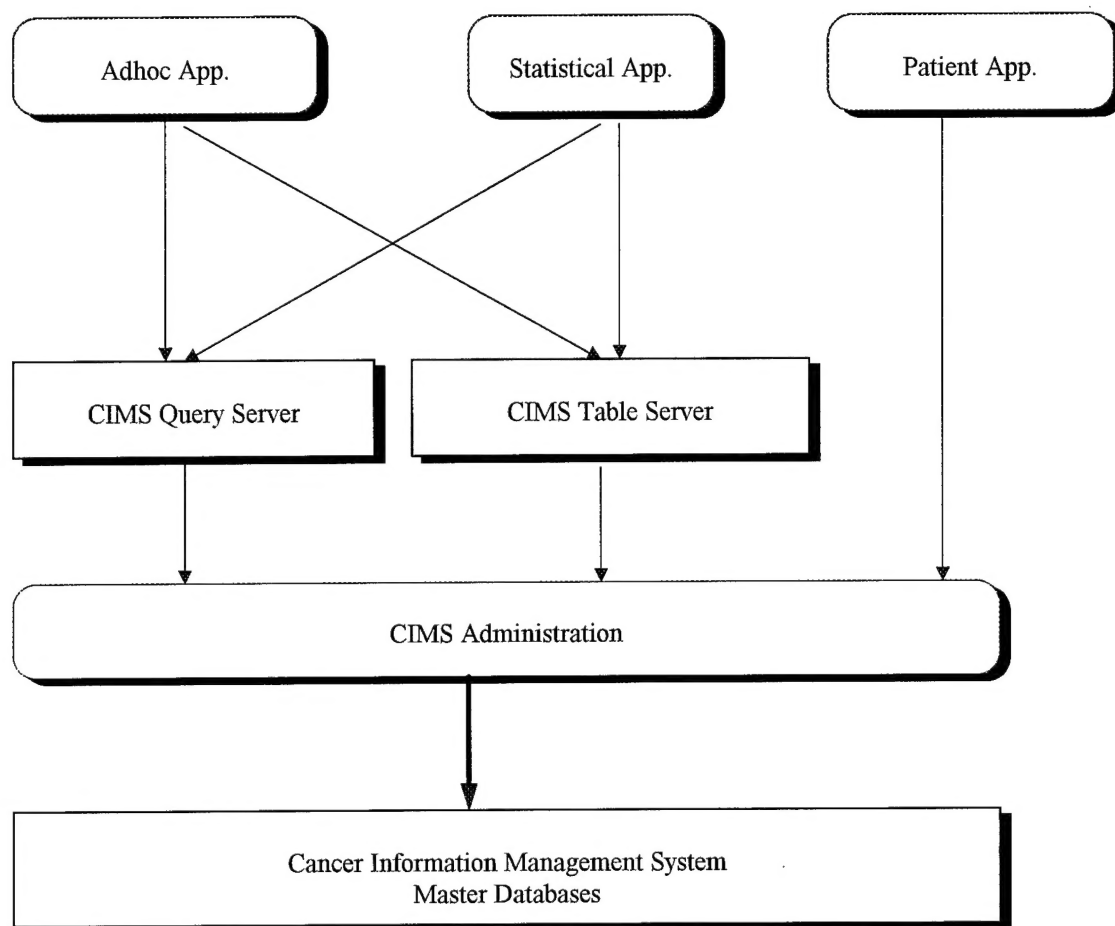 Adhoc App.
Statistical App.
Patient App.
CIMS Query Server
CIMS Table Server
CIMS Administration
Cancer Information Management System
Master Databases